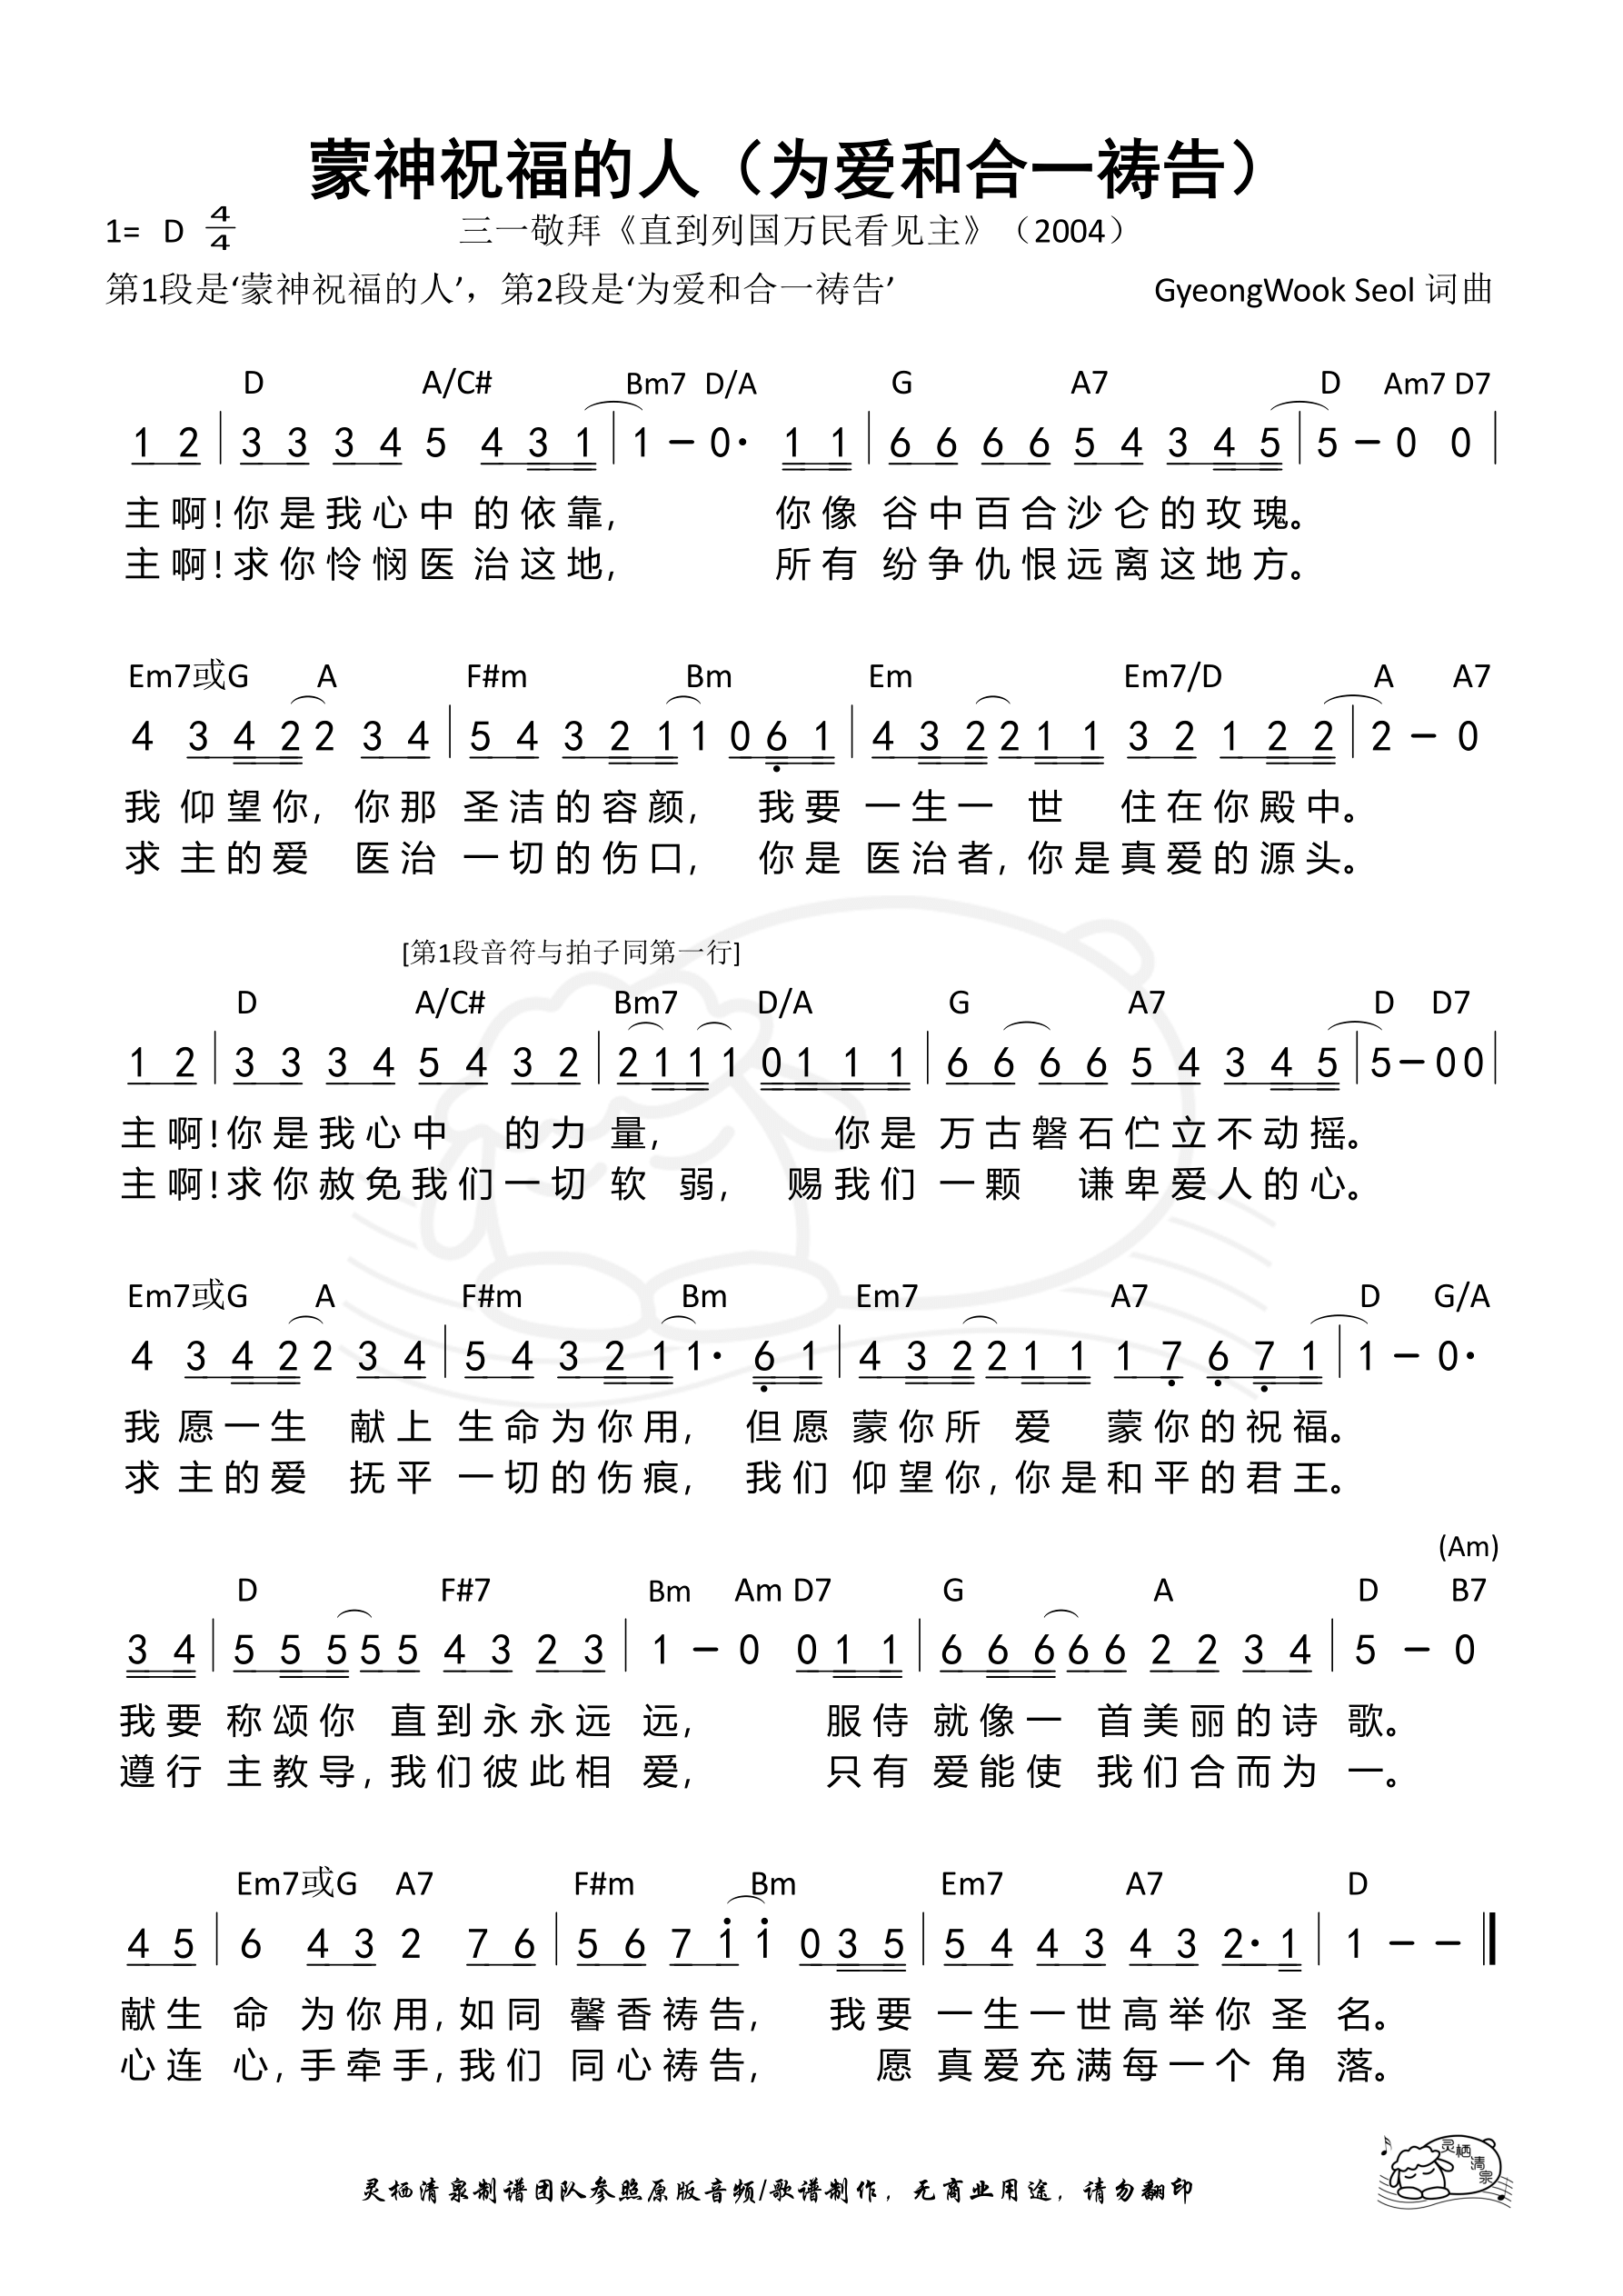 蒙神祝福的人（为爱和合一祷告）
1= D 4/4 三一敬拜《直到列国万民看见主》（2004）
第1段是‘蒙神祝福的人’，第2段是‘为爱和合一祷告’ GyeongWook Seol 词曲
D A/C# Bm7 D/A G A7 D Am7 D7
1 2 | 3 3 3 4 5 4 3 1 | 1 – 0· 1 1 | 6 6 6 6 5 4 3 4 5 | 5 – 0 0 |
主啊！你是我心中的依靠， 你像谷中百合沙仑的玫瑰。
主啊！求你怜悯医治这地， 所有纷争仇恨远离这地方。
Em7或G A F#m Bm Em Em7/D A A7
4 3 4 2 2 3 4 | 5 4 3 2 1 1 0 6 1 | 4 3 2 2 1 1 3 2 1 2 2 | 2 – 0
我仰望你，你那圣洁的容颜， 我要一生一世 住在你殿中。
求主的爱 医治一切的伤口， 你是医治者，你是真爱的源头。
[第1段音符与拍子同第一行]
D A/C# Bm7 D/A G A7 D D7
1 2 | 3 3 3 4 5 4 3 2 | 2 1 1 1 0 1 1 1 | 6 6 6 6 5 4 3 4 5 | 5 – 0 0 |
主啊！你是我心中 的力量， 你是万古磐石伫立不动摇。
主啊！求你赦免我们一切软弱， 赐我们一颗 谦卑爱人的心。
Em7或G A F#m Bm Em7 A7 D G/A
4 3 4 2 2 3 4 | 5 4 3 2 1 1· 6 1 | 4 3 2 2 1 1 1 7 6 7 1 | 1 – 0·
我愿一生 献上生命为你用， 但愿蒙你所爱 蒙你的祝福。
求主的爱 抚平一切的伤痕， 我们仰望你，你是和平的君王。
(Am)
D F#7 Bm Am D7 G A D B7
3 4 | 5 5 5 5 5 4 3 2 3 | 1 – 0 0 1 1 | 6 6 6 6 6 2 2 3 4 | 5 – 0
我要称颂你 直到永永远远， 服侍就像一 首美丽的诗歌。
遵行主教导，我们彼此相爱， 只有爱能使 我们合而为一。
Em7或G A7 F#m Bm Em7 A7 D
4 5 | 6 4 3 2 7 6 | 5 6 7 1 1 0 3 5 | 5 4 4 3 4 3 2· 1 | 1 – –
献生命 为你用，如同馨香祷告， 我要一生一世高举你圣名。
心连心，手牵手，我们同心祷告， 愿真爱充满每一个角落。
灵栖清泉
灵栖清泉制谱团队参照原版音频/歌谱制作，无商业用途，请勿翻印